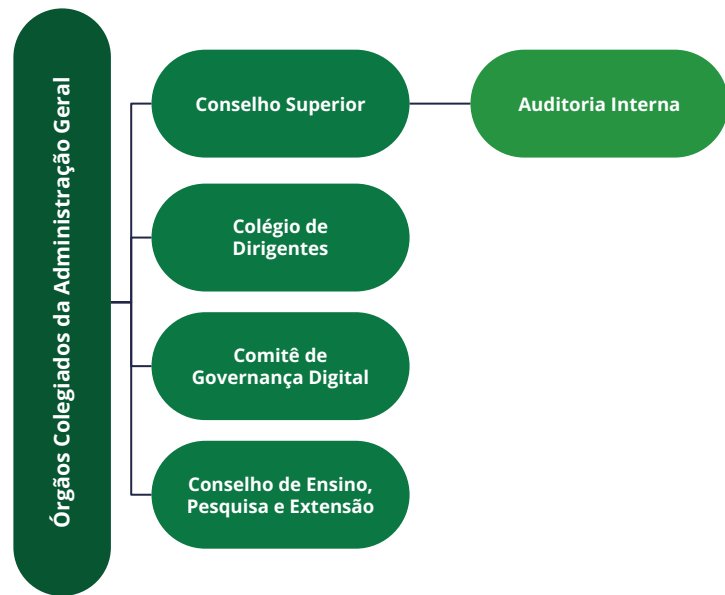 Órgãos Colegiados da Administração Geral
Conselho Superior
Auditoria Interna
Colégio de
Dirigentes
Comitê de
Governança Digital
Conselho de Ensino,
Pesquisa e Extensão